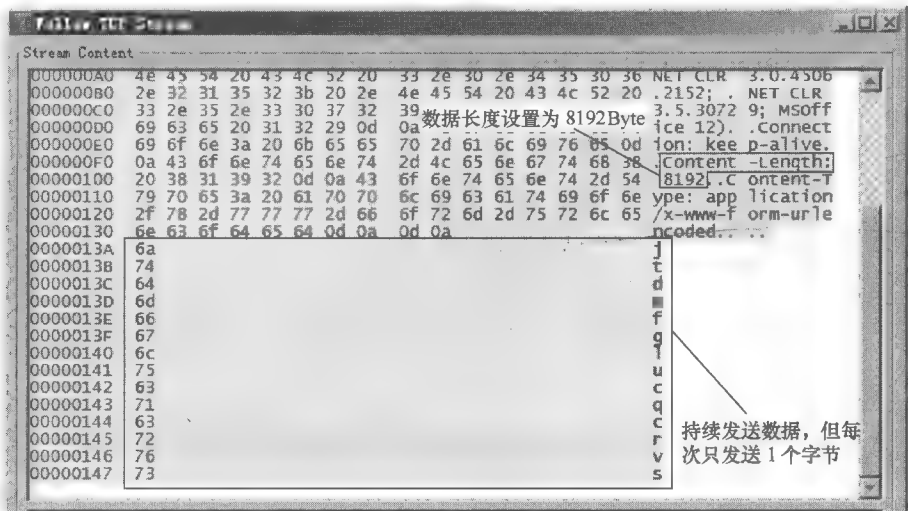 Follow TCP Stream
Stream Content
000000A0 4e 45 54 20 43 4c 52 20 33 2e 30 2e 34 35 30 36 NET CLR 3.0.4506
000000B0 2e 32 31 35 32 3b 20 2e 4e 45 54 20 43 4c 52 20 .2152; . NET CLR
000000C0 33 2e 35 2e 33 30 37 32 39 3.5.3072 9; MSOff
数据长度设置为 8192Byte
000000D0 69 63 65 20 31 32 29 0d 0a ice 12). .Connect
000000E0 69 6f 6e 3a 20 6b 65 65 70 2d 61 6c 69 76 65 0d ion: kee p-alive.
000000F0 0a 43 6f 6e 74 65 6e 74 2d 4c 65 6e 67 74 68 38 .Content -Length:
00000100 20 38 31 39 32 0d 0a 43 6f 6e 74 65 6e 74 2d 54 8192..C ontent-T
00000110 79 70 65 3a 20 61 70 70 6c 69 63 61 74 69 6f 6e ype: app lication
00000120 2f 78 2d 77 77 77 2d 66 6f 72 6d 2d 75 72 6c 65 /x-www-f orm-urle
00000130 6e 63 6f 64 65 64 0d 0a 0d 0a ncoded.. ..
0000013A 6a j
0000013B 74 t
0000013C 64 d
0000013D 6d
0000013E 66 f
0000013F 67 g
00000140 6c l
00000141 75 u
00000142 63 c
00000143 71 q
00000144 63 c
00000145 72 r
00000146 76 v
00000147 73 s
持续发送数据，但每
次只发送 1 个字节